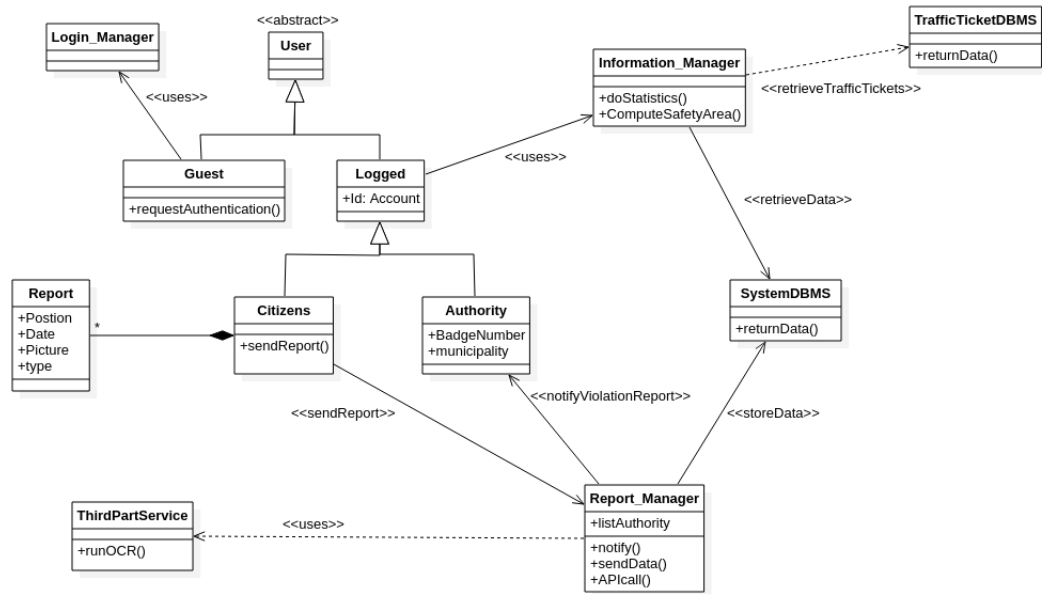 <<abstract>>
User
Login_Manager
<<uses>>
TrafficTicketDBMS
+returnData()
Information_Manager
+doStatistics()
+ComputeSafetyArea()
<<retrieveTrafficTickets>>
Guest
+requestAuthentication()
Logged
+Id: Account
<<uses>>
<<retrieveData>>
Report
+Postion
+Date
+Picture
+type
*
Citizens
+sendReport()
Authority
+BadgeNumber
+municipality
SystemDBMS
+returnData()
<<sendReport>>
<<notifyViolationReport>>
<<storeData>>
ThirdPartService
+runOCR()
<<uses>>
Report_Manager
+listAuthority
+notify()
+sendData()
+APIcall()